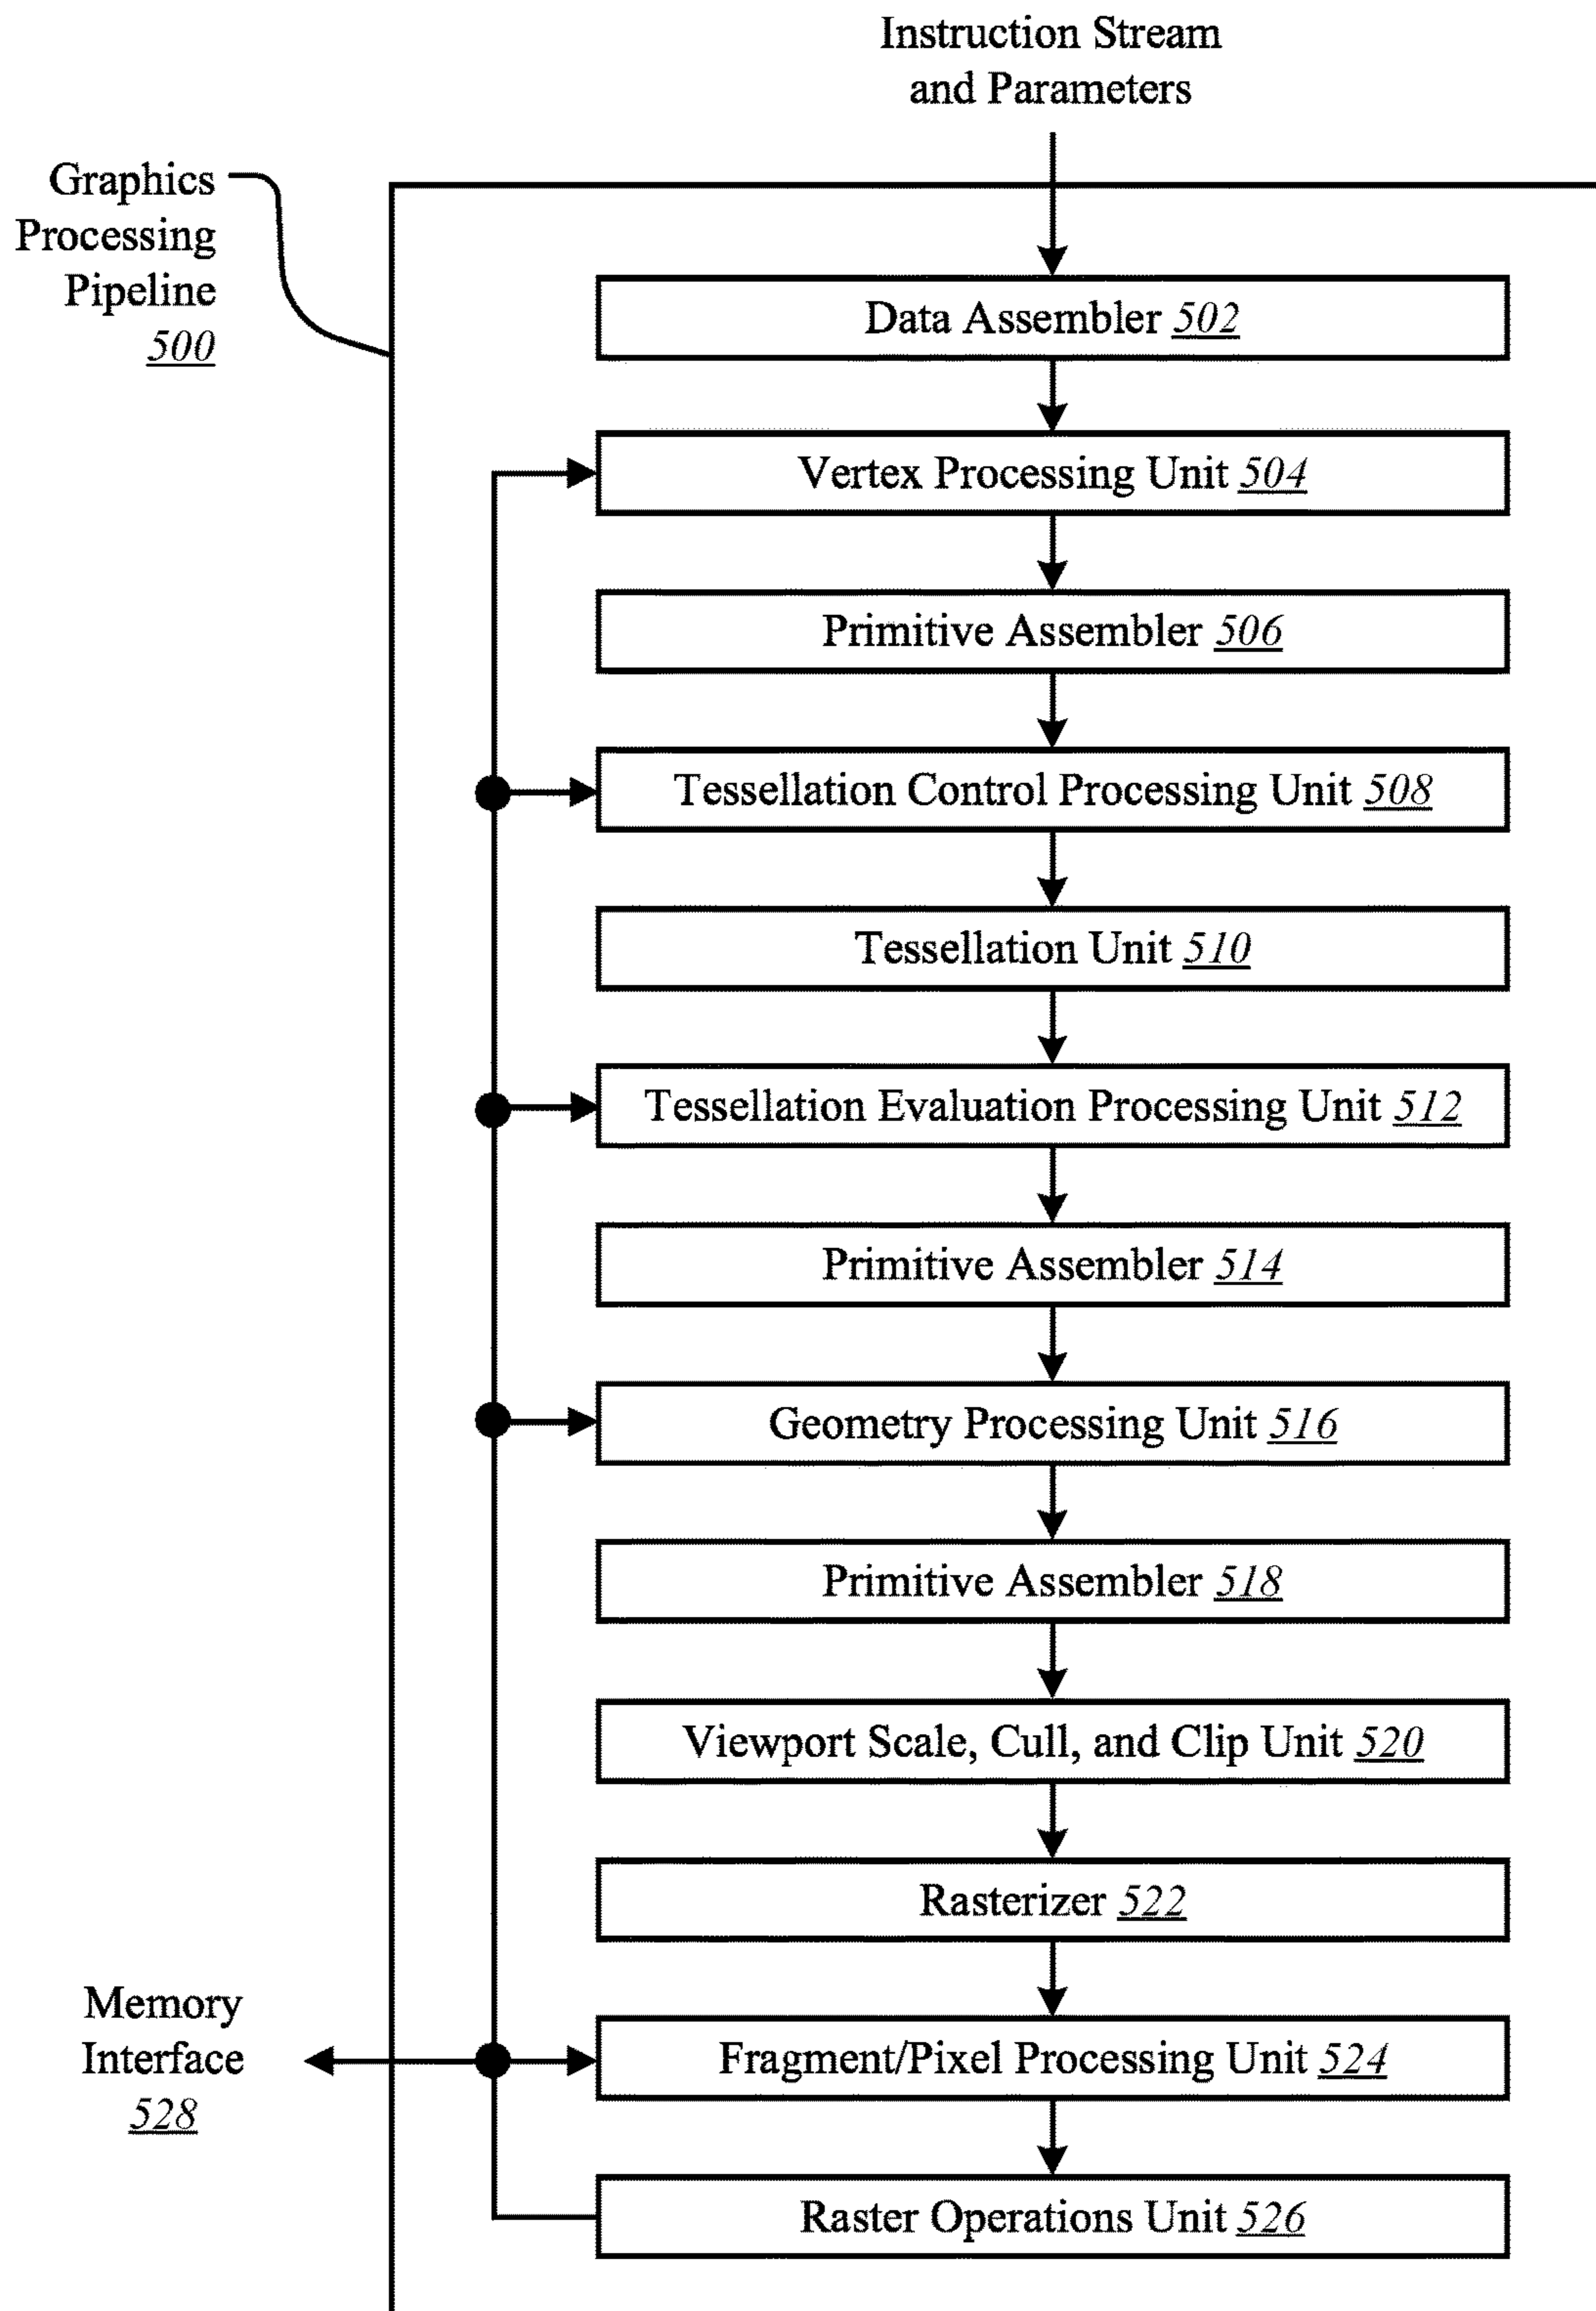 Instruction Stream
and Parameters
Graphics
Processing
Pipeline
500
Data Assembler 502
Vertex Processing Unit 504
Primitive Assembler 506
Tessellation Control Processing Unit 508
Tessellation Unit 510
Tessellation Evaluation Processing Unit 512
Primitive Assembler 514
Geometry Processing Unit 516
Primitive Assembler 518
Viewport Scale, Cull, and Clip Unit 520
Rasterizer 522
Memory
Interface
528
Fragment/Pixel Processing Unit 524
Raster Operations Unit 526